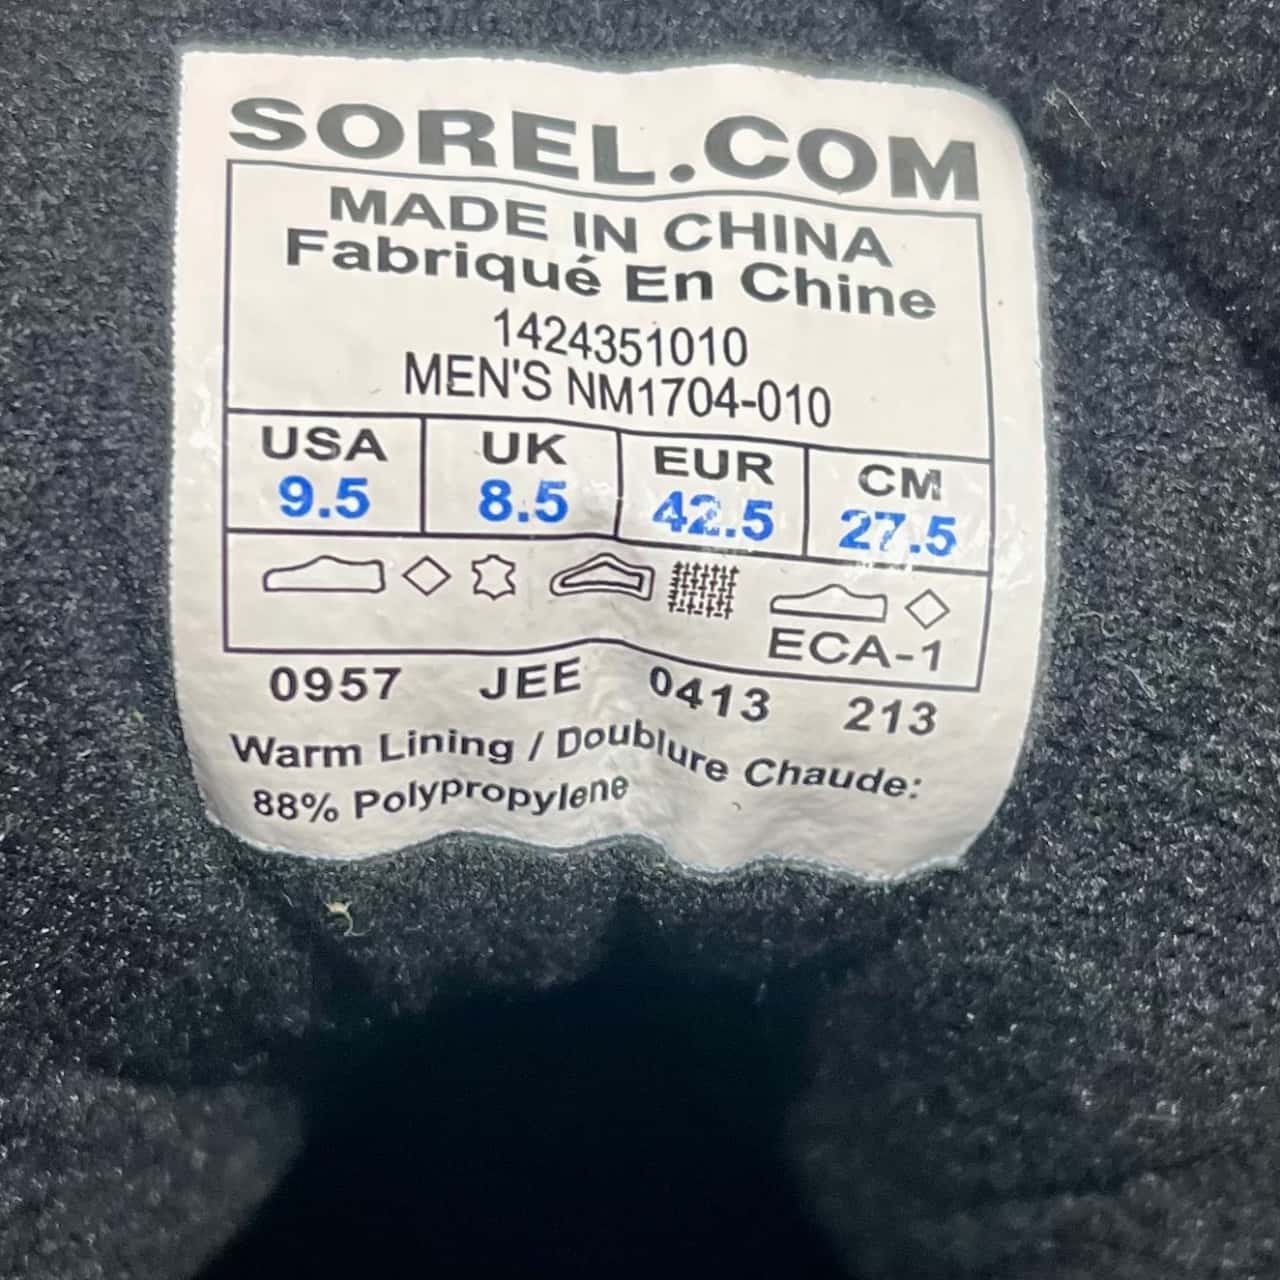 SOREL.COM
MADE IN CHINA
Fabriqué En Chine
1424351010
MEN'S NM1704-010
USA UK EUR CM
9.5 8.5 42.5 27.5
ECA-1
0957 JEE 0413 213
Warm Lining / Doublure Chaude:
88% Polypropylene